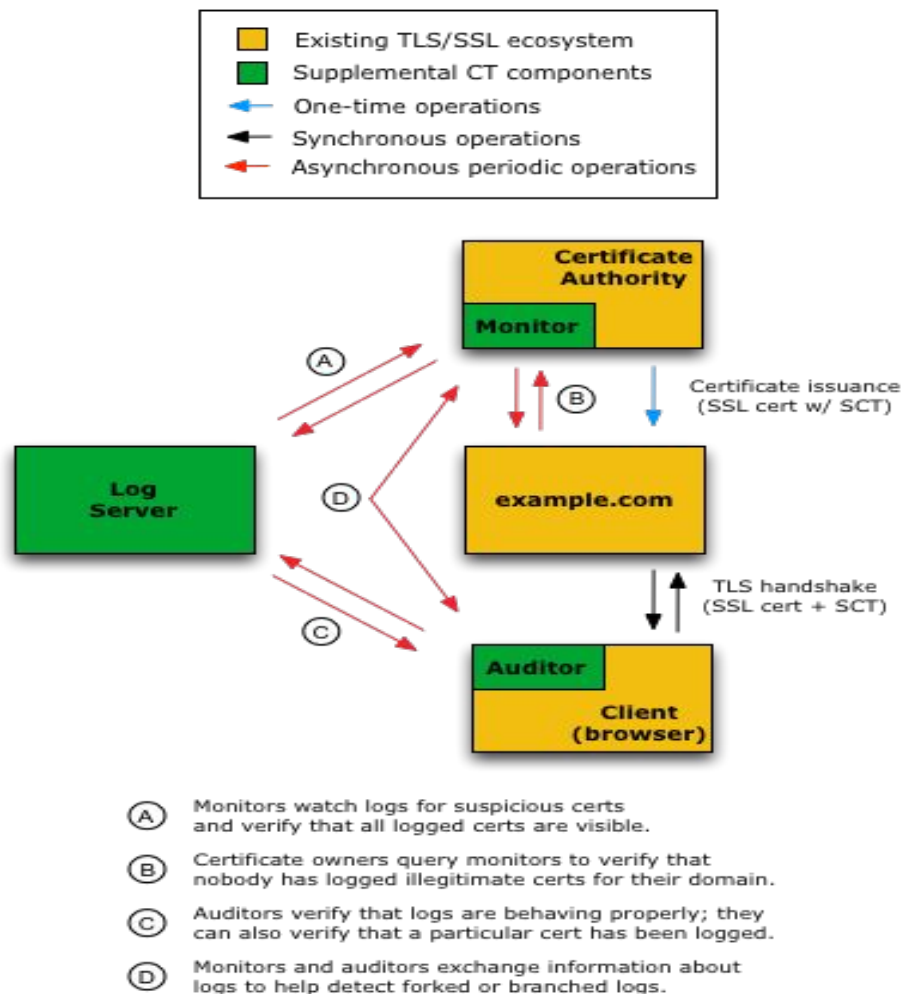 Existing TLS/SSL ecosystem
Supplemental CT components
One-time operations
Synchronous operations
Asynchronous periodic operations
Certificate
Authority
Monitor
A
B
Certificate issuance
(SSL cert w/ SCT)
Log
Server
D
example.com
TLS handshake
(SSL cert + SCT)
C
Auditor
Client
(browser)
A Monitors watch logs for suspicious certs
and verify that all logged certs are visible.
B Certificate owners query monitors to verify that
nobody has logged illegitimate certs for their domain.
C Auditors verify that logs are behaving properly; they
can also verify that a particular cert has been logged.
D Monitors and auditors exchange information about
logs to help detect forked or branched logs.